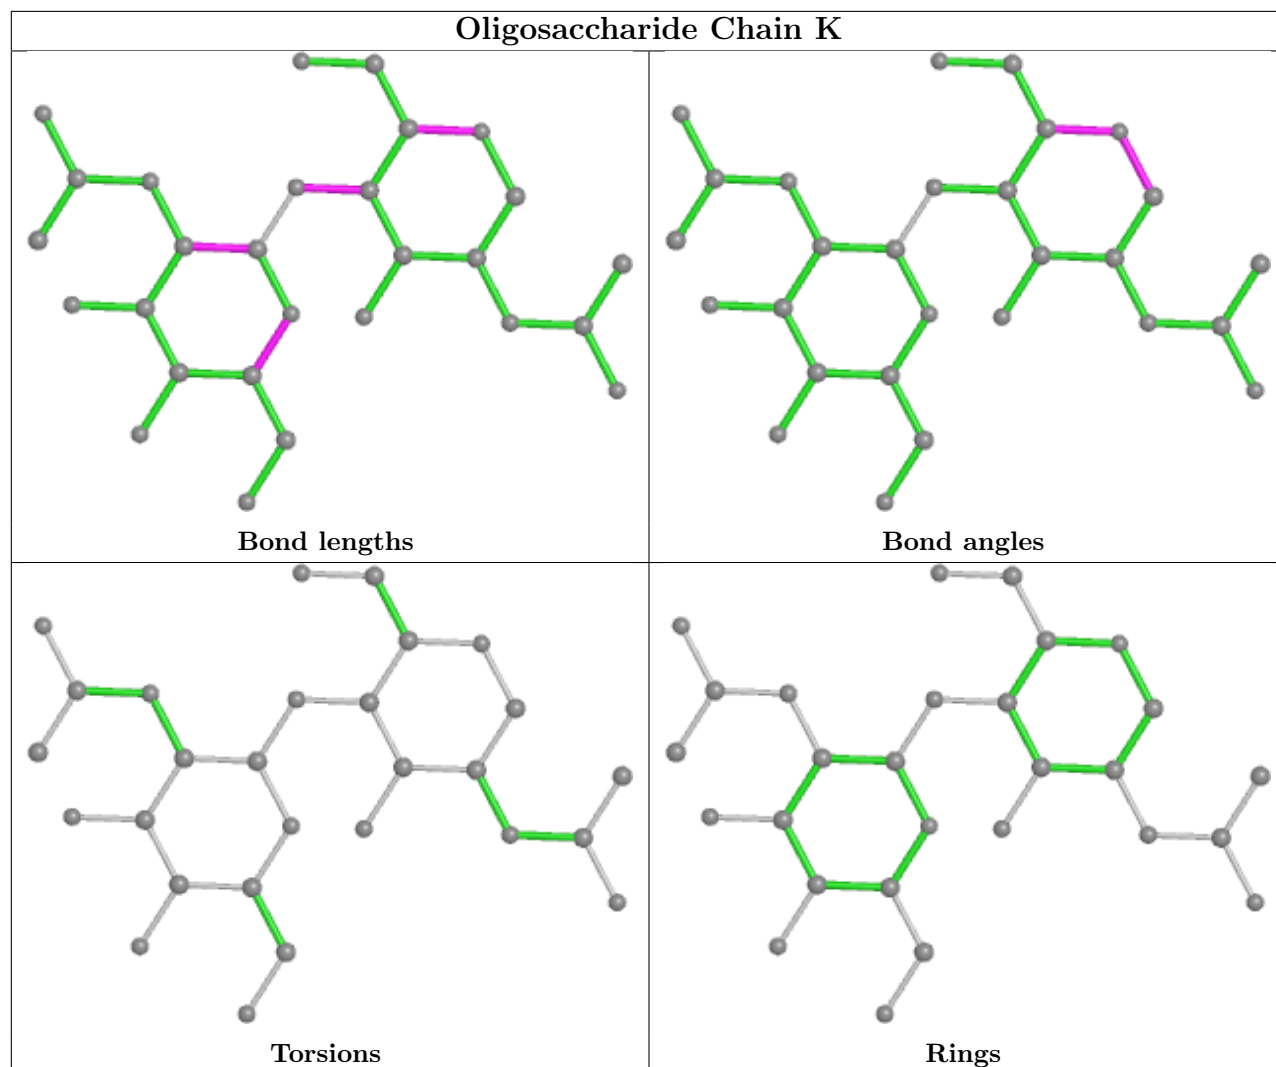 Oligosaccharide Chain K
Bond lengths
Bond angles
Torsions
Rings